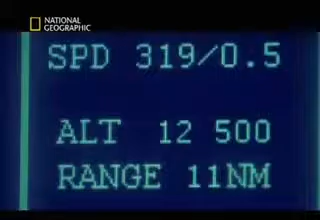 NATIONAL
GEOGRAPHIC
SPD 319/0.5
ALT 12 500
RANGE 11NM